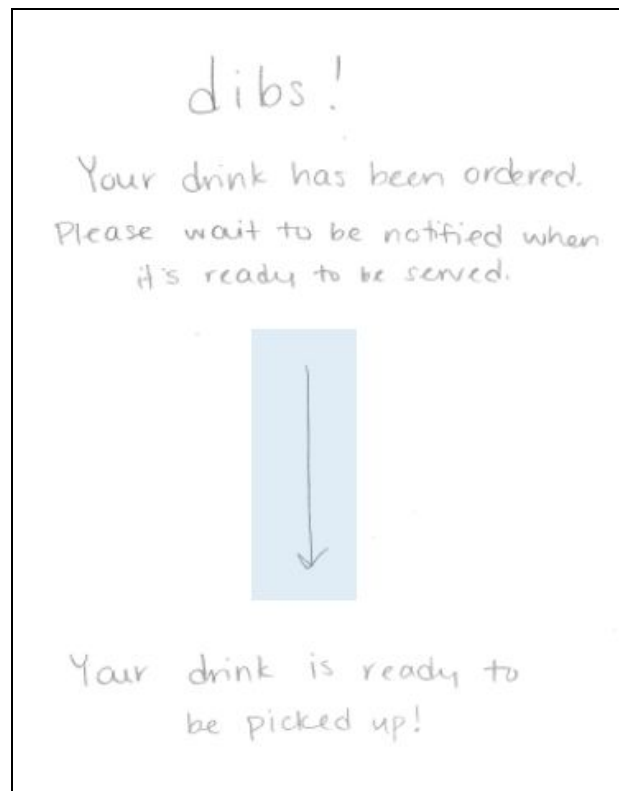 dibs!
Your drink has been ordered.
Please wait to be notified when
it's ready to be served.
Your drink is ready to
be picked up!